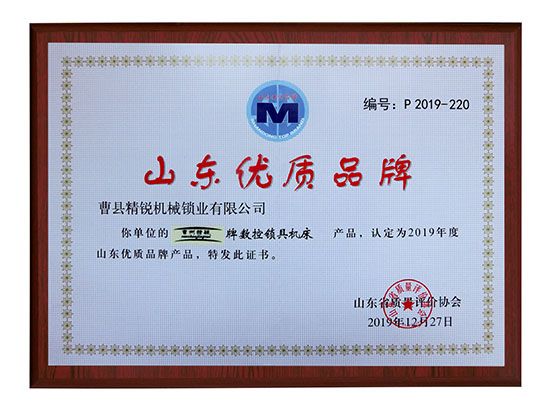 编号：P 2019-220
山东优质品牌
曹县精锐机械锁业有限公司
你单位的 曹州精锐 牌数控锁具机床 产品，认定为2019年度
山东优质品牌产品，特发此证书。
山东省质量评价协会
2019年12月27日